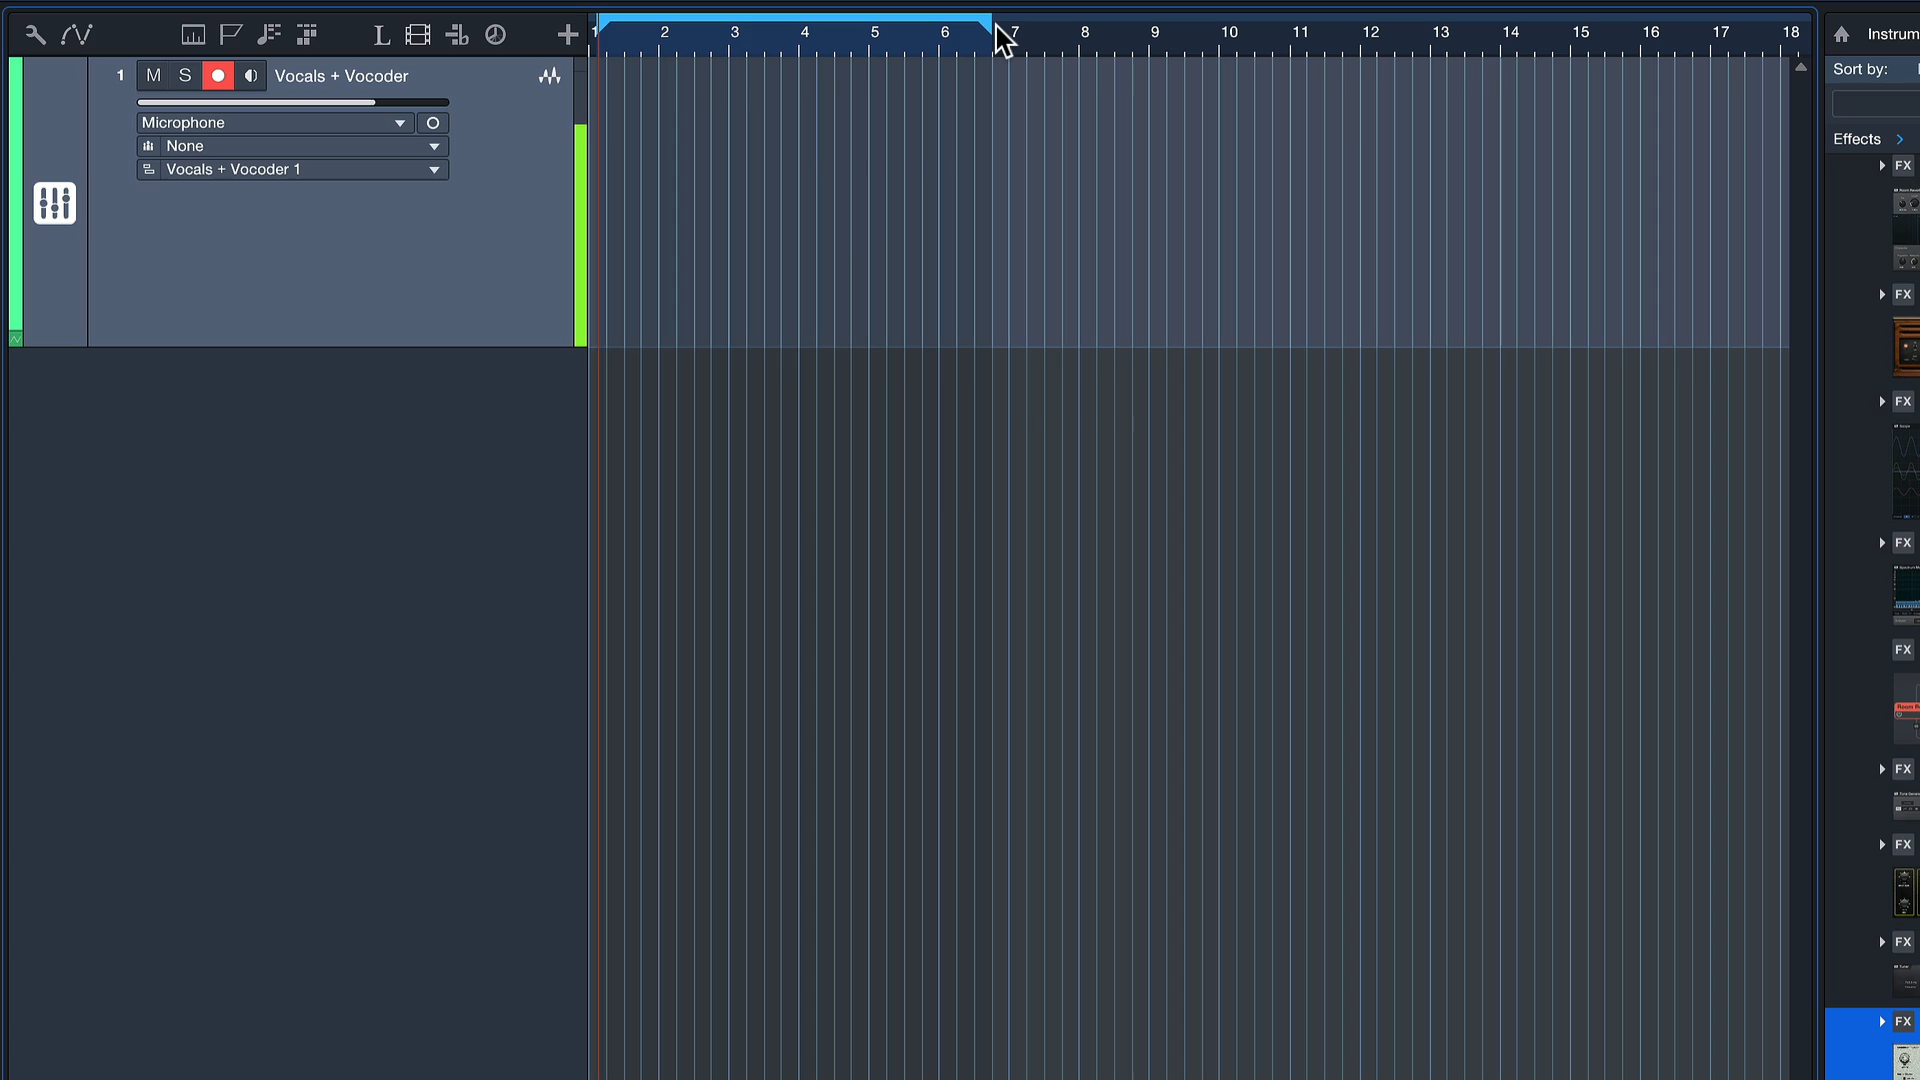 1 2 3 4 5 6 7 8 9 10 11 12 13 14 15 16 17 18
Instrum
Sort by:
1 M S Vocals + Vocoder
Microphone
None
Vocals + Vocoder 1
Effects
FX
FX
FX
FX
FX
FX
FX
FX
FX